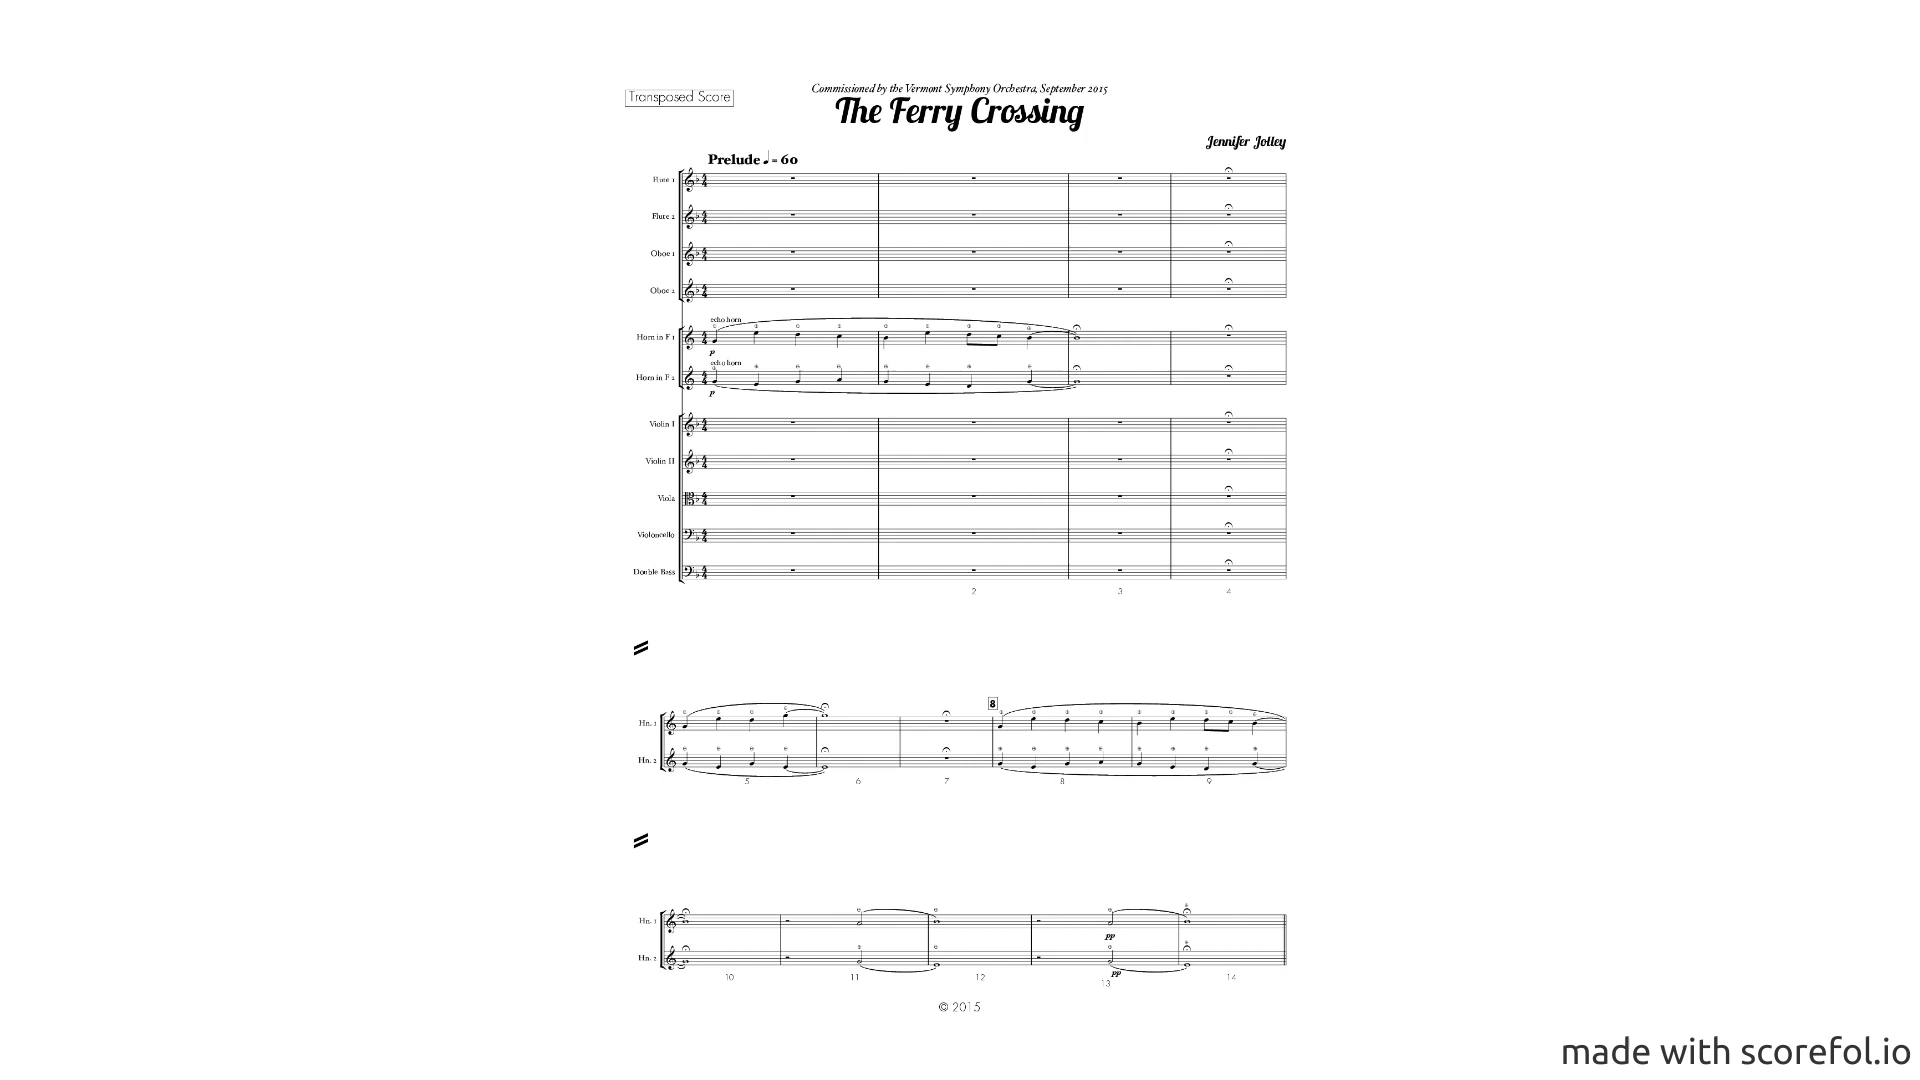 Commissioned by the Vermont Symphony Orchestra, September 2015
Transposed Score
The Ferry Crossing
Jennifer Jolley
Prelude ♩ = 60
Flute 1
Flute 2
Oboe 1
Oboe 2
echo horn
Horn in F 1
p
echo horn
Horn in F 2
p
Violin I
Violin II
Viola
Violoncello
Double Bass
2 3 4
8
Hn. 1
Hn. 2
5 6 7 8 9
Hn. 1
pp
Hn. 2
pp
10 11 12 13 14
© 2015
made with scorefol.io